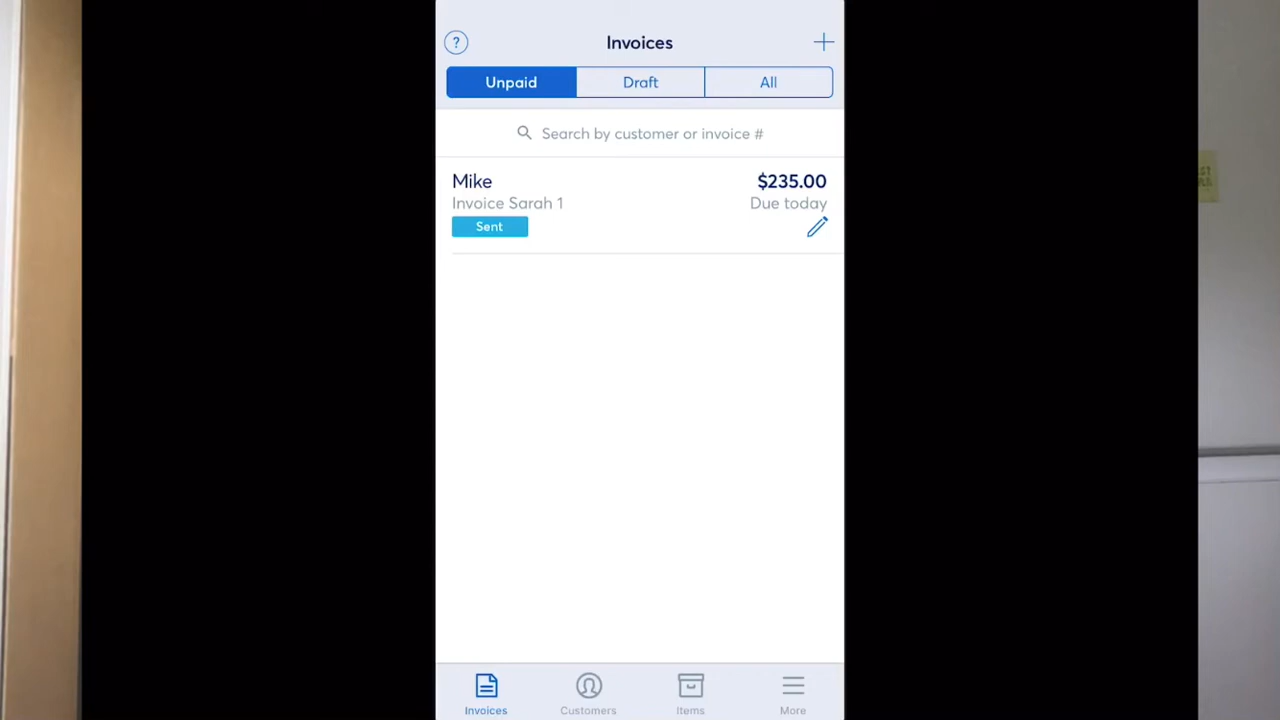 ?
Invoices
Unpaid
Draft
All
Search by customer or invoice #
Mike
$235.00
Invoice Sarah 1
Due today
Sent
Invoices
Customers
Items
More